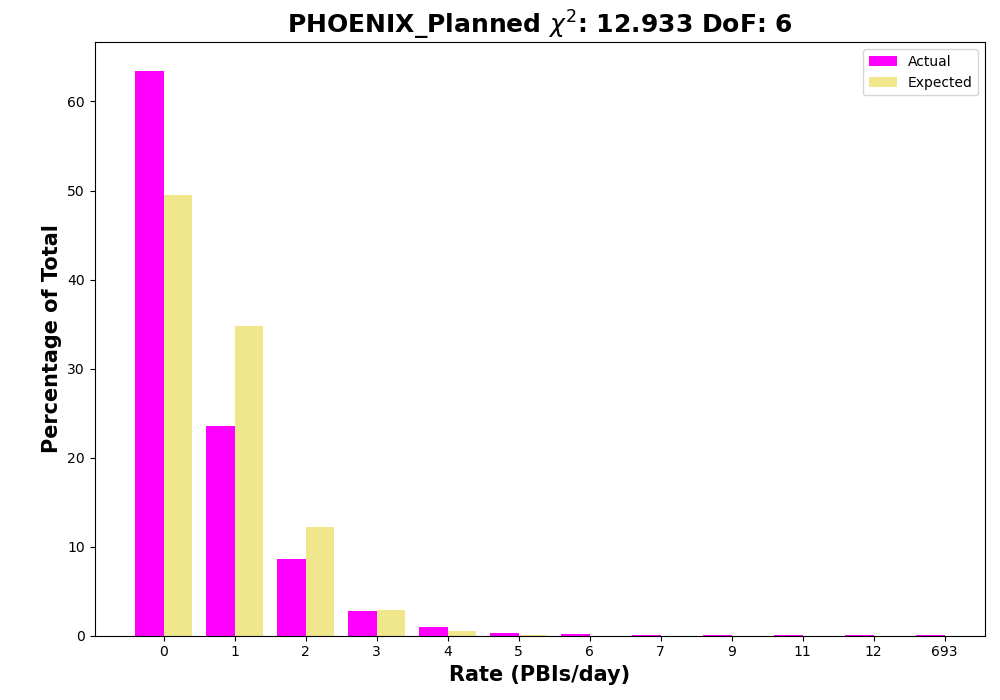 PHOENIX_Planned χ²: 12.933 DoF: 6
Actual
Expected
Percentage of Total
60
50
40
30
20
10
0
0 1 2 3 4 5 6 7 9 11 12 693
Rate (PBIs/day)